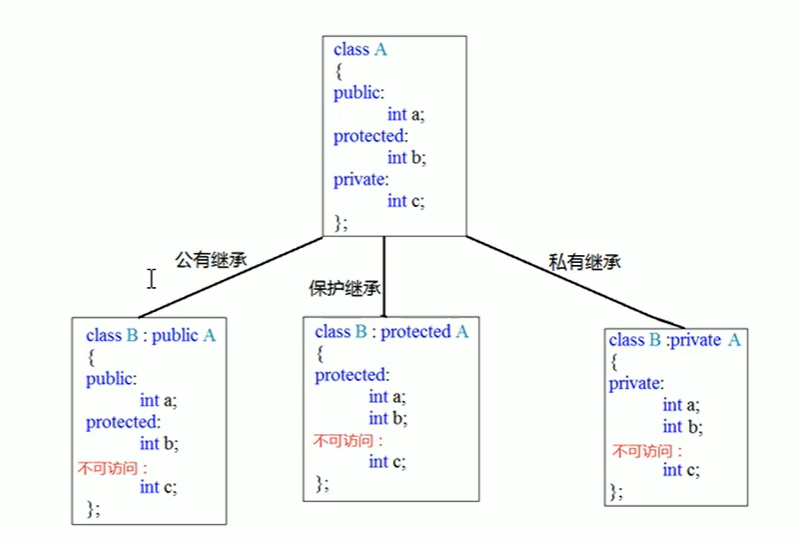 class A
{
public:
int a;
protected:
int b;
private:
int c;
};
公有继承
保护继承
私有继承
class B : public A
{
public:
int a;
protected:
int b;
不可访问：
int c;
};
class B : protected A
{
protected:
int a;
int b;
不可访问：
int c;
};
class B :private A
{
private:
int a;
int b;
不可访问：
int c;
};